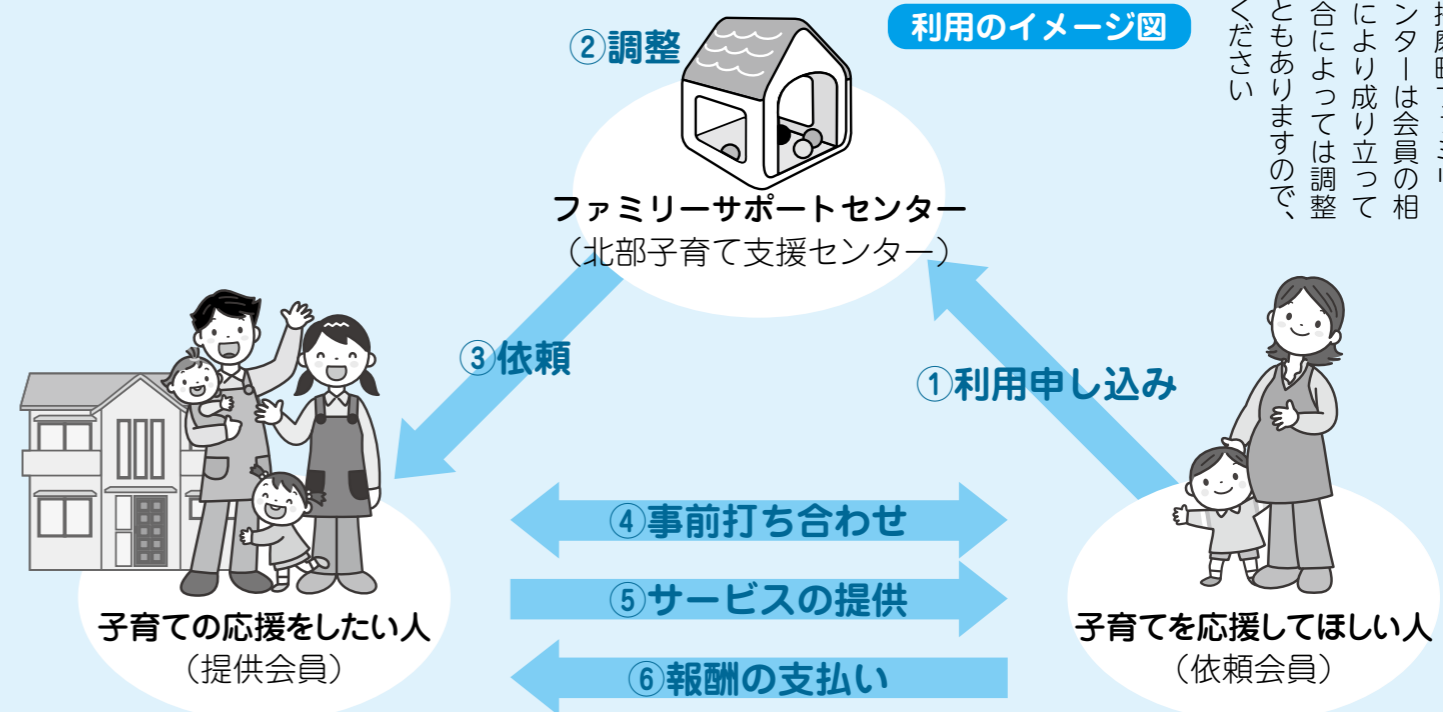 利用のイメージ図
ンターは会員の相
により成り立って
合によっては調整
ともありますので、
ください
②調整
ファミリーサポートセンター
（北部子育て支援センター）
③依頼
①利用申し込み
④事前打ち合わせ
⑤サービスの提供
⑥報酬の支払い
子育ての応援をしたい人
（提供会員）
子育てを応援してほしい人
（依頼会員）